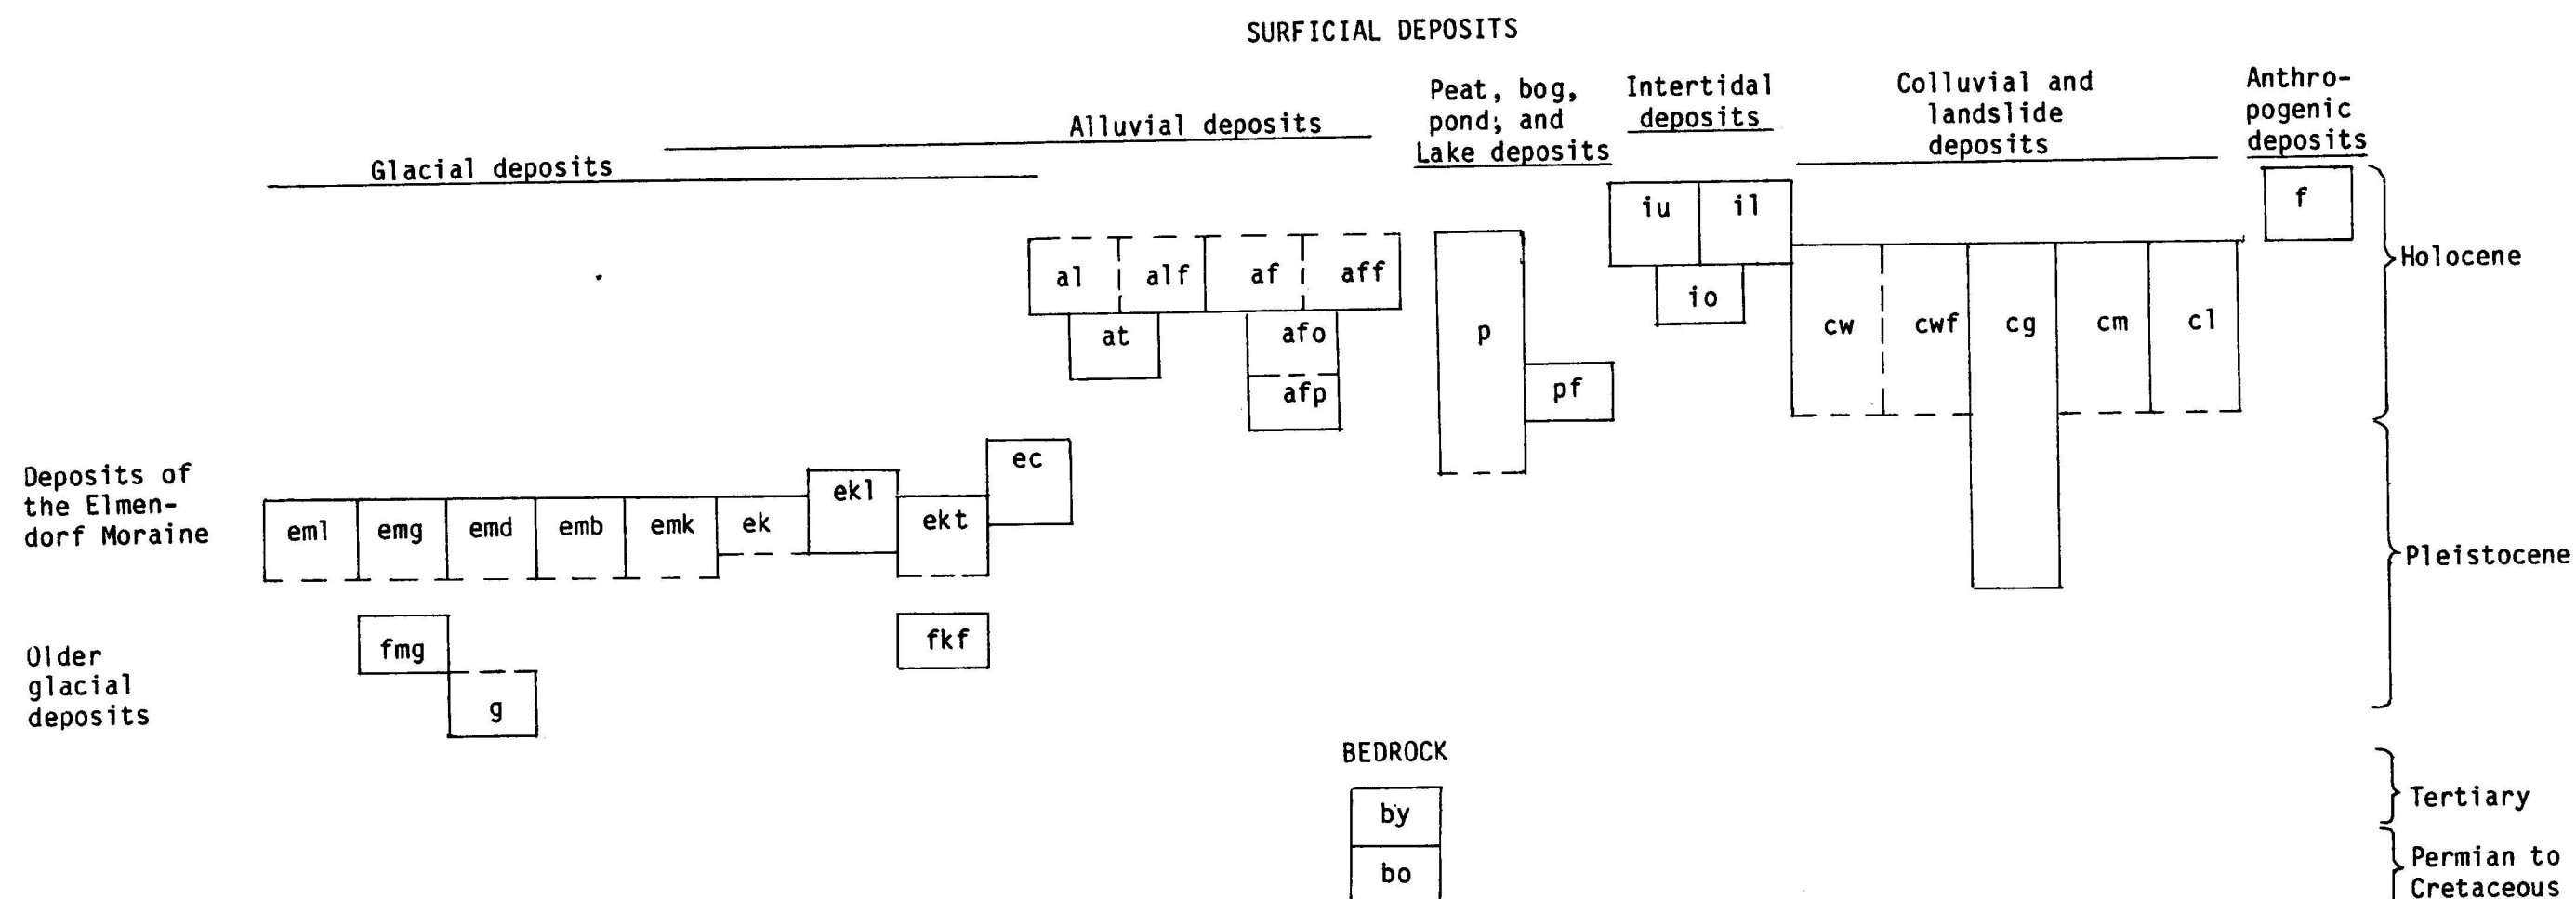 SURFICIAL DEPOSITS
Glacial deposits
Alluvial deposits
Peat, bog,
pond; and
Lake deposits
Intertidal
deposits
Colluvial and
landslide
deposits
Anthro-
pogenic
deposits
iu il
f
al alf af aff
io
at
afo
afp
p
pf
cw cwf cg cm cl
Holocene
Deposits of
the Elmen-
dorf Moraine
eml emg emd emb emk ek ekl ekt ec
Pleistocene
Older
glacial
deposits
fmg
g
fkf
BEDROCK
by
bo
Tertiary
Permian to
Cretaceous